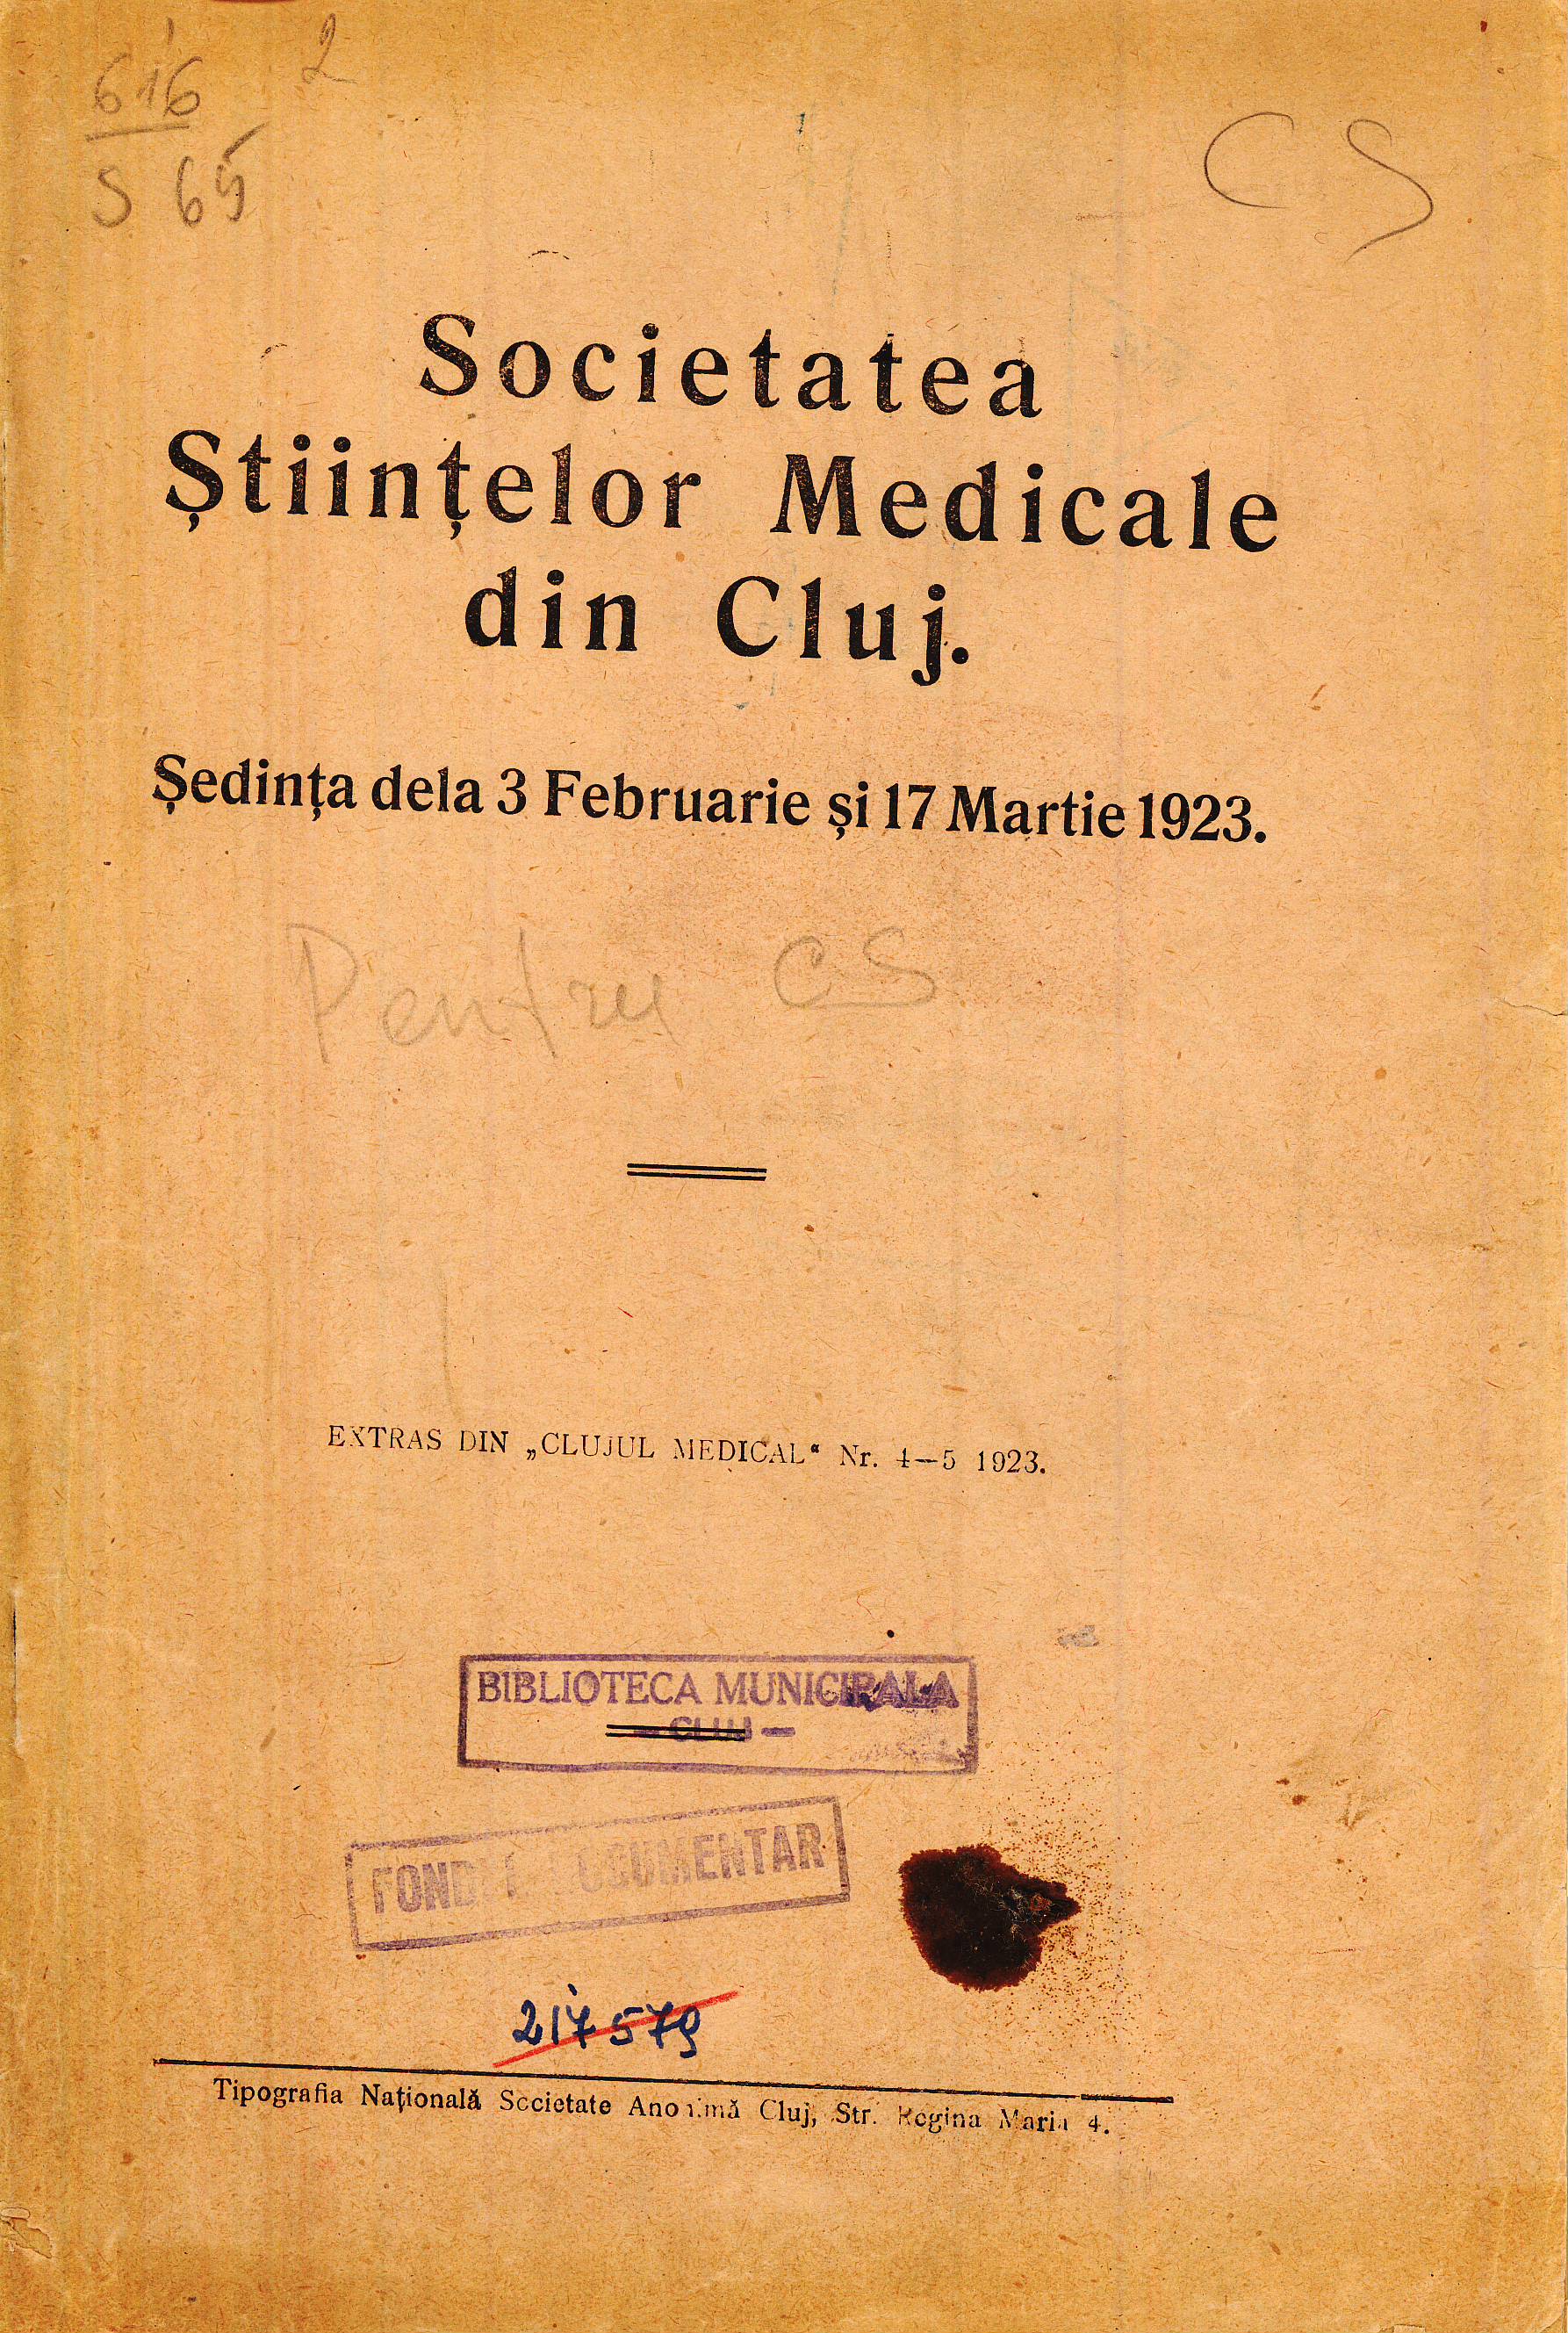 616 2
S 65
CS
Societatea
Științelor Medicale
din Cluj.
Ședința dela 3 Februarie și 17 Martie 1923.
Pentru CS
EXTRAS DIN „CLUJUL MEDICAL“ Nr. 4—5 1923.
BIBLIOTECA MUNICIPALA
— CLUJ —
DOCUMENTAR
217579
Tipografia Națională Societate Anonimă Cluj, Str. Regina Maria 4.